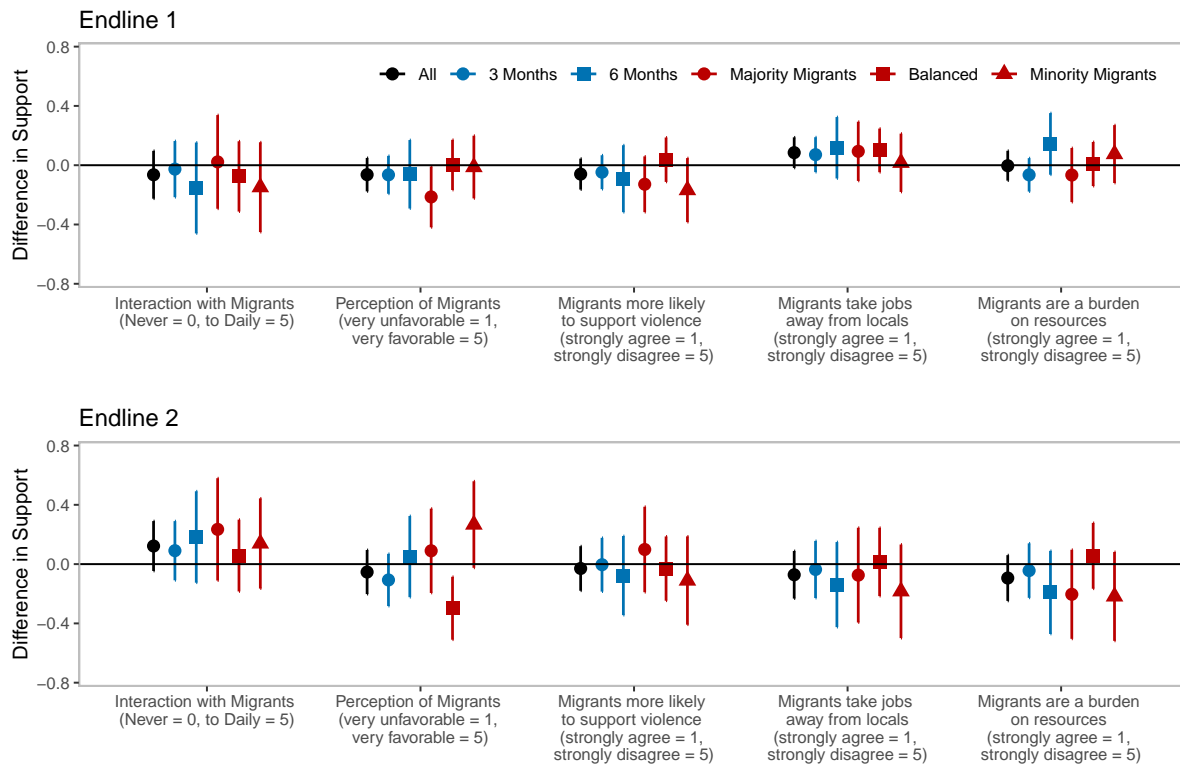 Endline 1
Difference in Support
0.8
0.4
0.0
−0.4
−0.8
All
3 Months
6 Months
Majority Migrants
Balanced
Minority Migrants
Interaction with Migrants
(Never = 0, to Daily = 5)
Perception of Migrants
(very unfavorable = 1,
very favorable = 5)
Migrants more likely
to support violence
(strongly agree = 1,
strongly disagree = 5)
Migrants take jobs
away from locals
(strongly agree = 1,
strongly disagree = 5)
Migrants are a burden
on resources
(strongly agree = 1,
strongly disagree = 5)
Endline 2
Difference in Support
0.8
0.4
0.0
−0.4
−0.8
Interaction with Migrants
(Never = 0, to Daily = 5)
Perception of Migrants
(very unfavorable = 1,
very favorable = 5)
Migrants more likely
to support violence
(strongly agree = 1,
strongly disagree = 5)
Migrants take jobs
away from locals
(strongly agree = 1,
strongly disagree = 5)
Migrants are a burden
on resources
(strongly agree = 1,
strongly disagree = 5)